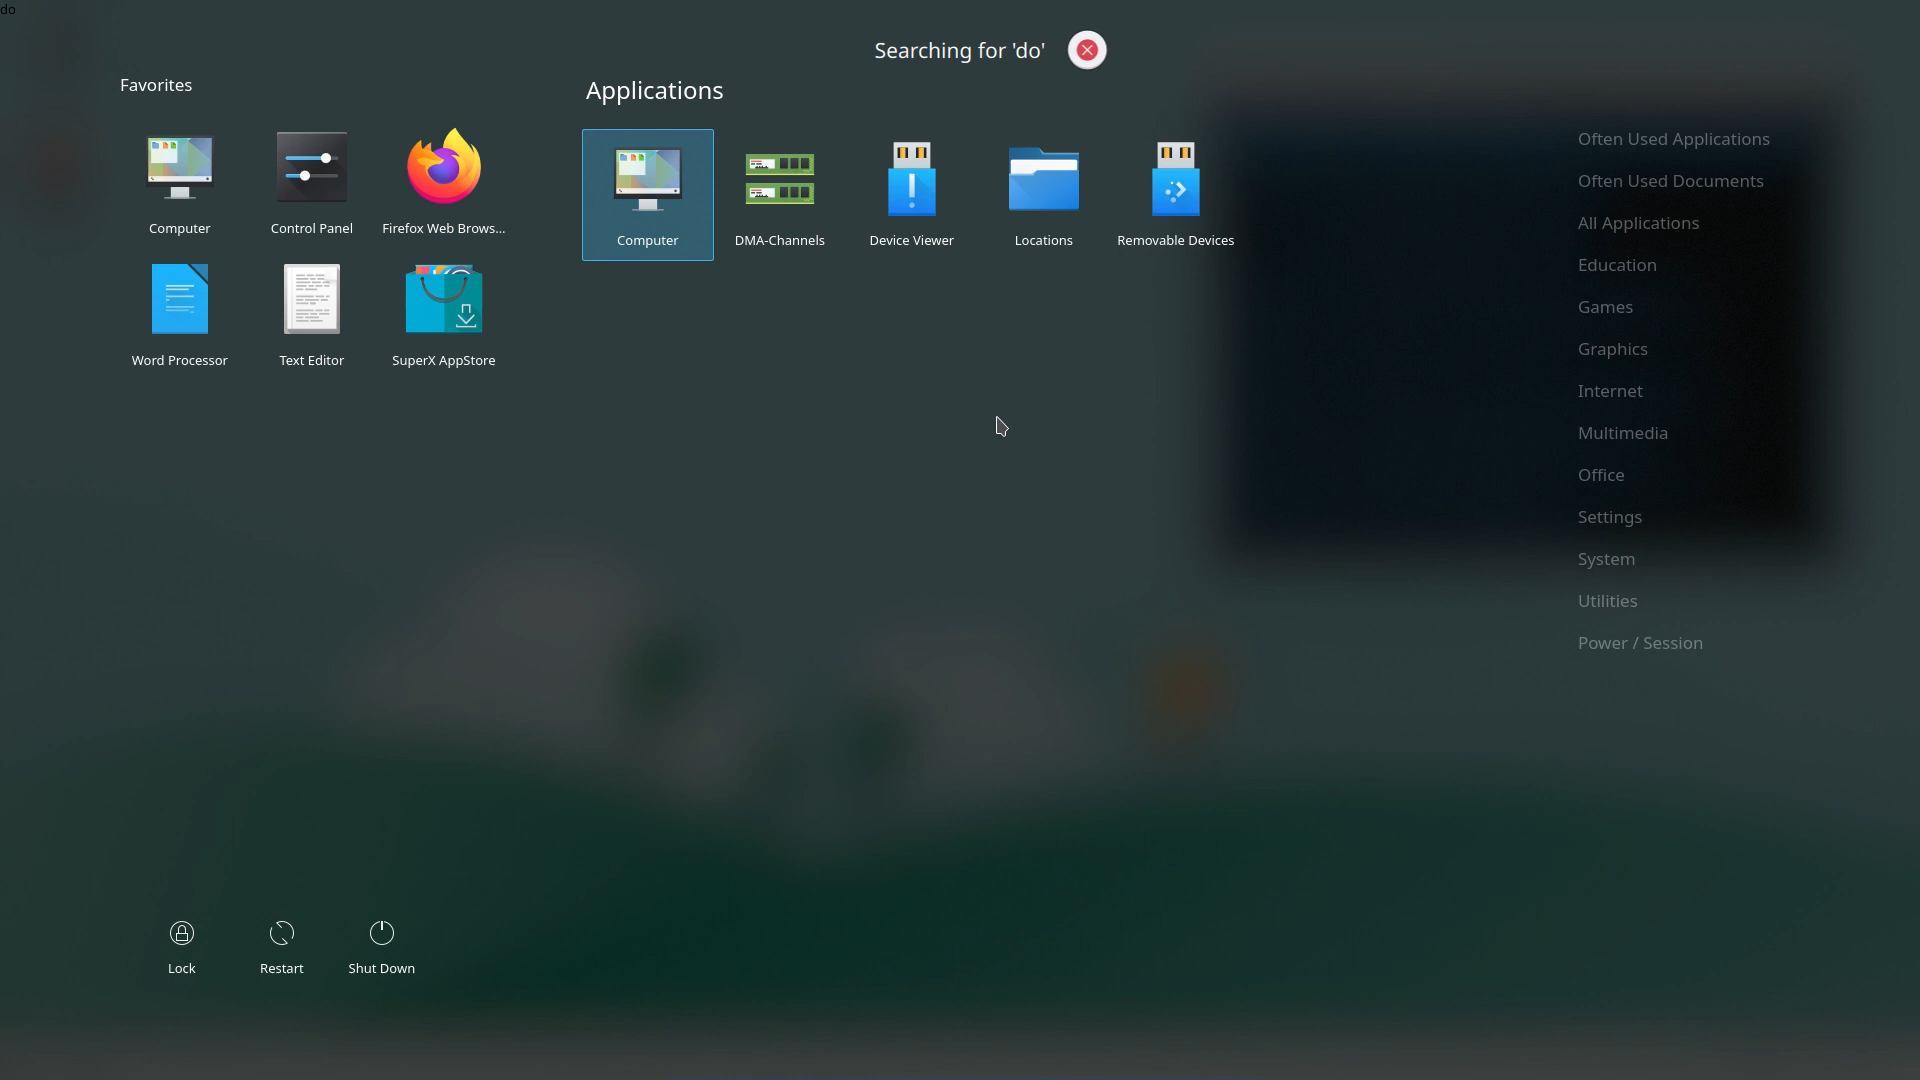 do
Searching for 'do'
Favorites
Applications
Computer
Control Panel
Firefox Web Brows...
Word Processor
Text Editor
SuperX AppStore
Computer
DMA-Channels
Device Viewer
Locations
Removable Devices
Often Used Applications
Often Used Documents
All Applications
Education
Games
Graphics
Internet
Multimedia
Office
Settings
System
Utilities
Power / Session
Lock
Restart
Shut Down